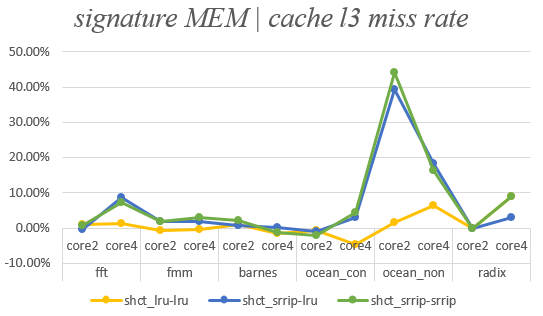 signature MEM | cache l3 miss rate
50.00%
40.00%
30.00%
20.00%
10.00%
0.00%
-10.00%
core2 core4 core2 core4 core2 core4 core2 core4 core2 core4 core2 core4
fft fmm barnes ocean_con ocean_non radix
shct_lru-lru shct_srrip-lru shct_srrip-srrip